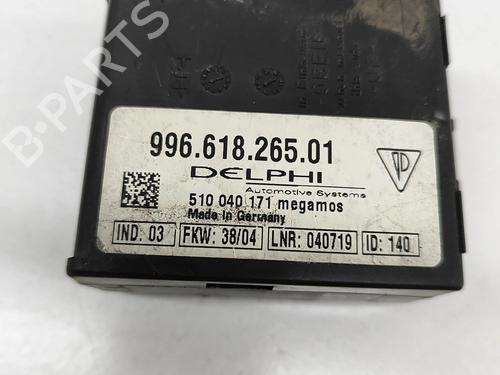 B-PARTS
996.618.265.01
DELPHI
Automotive Systems
510 040 171 megamos
Made in Germany
IND: 03 FKW: 38/04 LNR: 040719 ID: 140